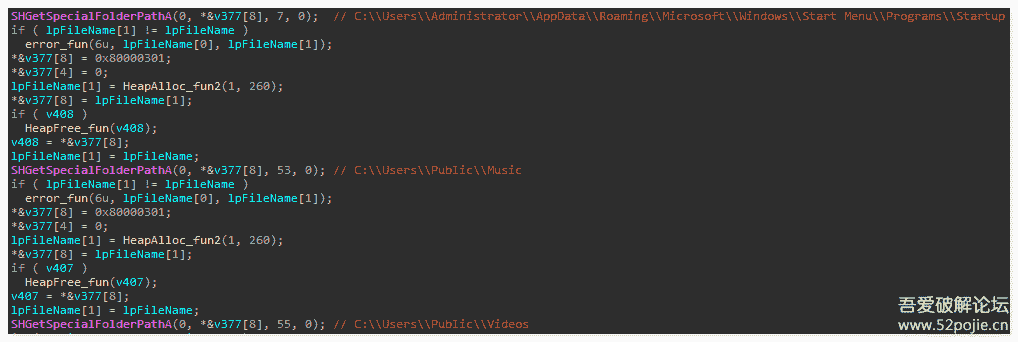 SHGetSpecialFolderPathA(0, *&v377[8], 7, 0);  // C:\\Users\\Administrator\\AppData\\Roaming\\Microsoft\\Windows\\Start Menu\\Programs\\Startup
if ( lpFileName[1] != lpFileName )
  error_fun(6u, lpFileName[0], lpFileName[1]);
*&v377[8] = 0x80000301;
*&v377[4] = 0;
lpFileName[1] = HeapAlloc_fun2(1, 260);
*&v377[8] = lpFileName[1];
if ( v408 )
  HeapFree_fun(v408);
v408 = *&v377[8];
lpFileName[1] = lpFileName;
SHGetSpecialFolderPathA(0, *&v377[8], 53, 0); // C:\\Users\\Public\\Music
if ( lpFileName[1] != lpFileName )
  error_fun(6u, lpFileName[0], lpFileName[1]);
*&v377[8] = 0x80000301;
*&v377[4] = 0;
lpFileName[1] = HeapAlloc_fun2(1, 260);
*&v377[8] = lpFileName[1];
if ( v407 )
  HeapFree_fun(v407);
v407 = *&v377[8];
lpFileName[1] = lpFileName;
SHGetSpecialFolderPathA(0, *&v377[8], 55, 0); // C:\\Users\\Public\\Videos
吾爱破解论坛
www.52pojie.cn